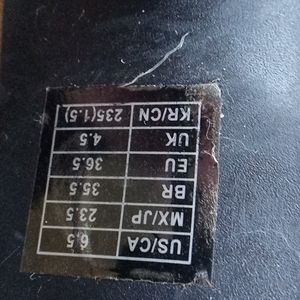 US/CA 6,5
MX/JP 23.5
BR 35.5
EU 36.5
UK 4.5
KR/CN 235(1.5)